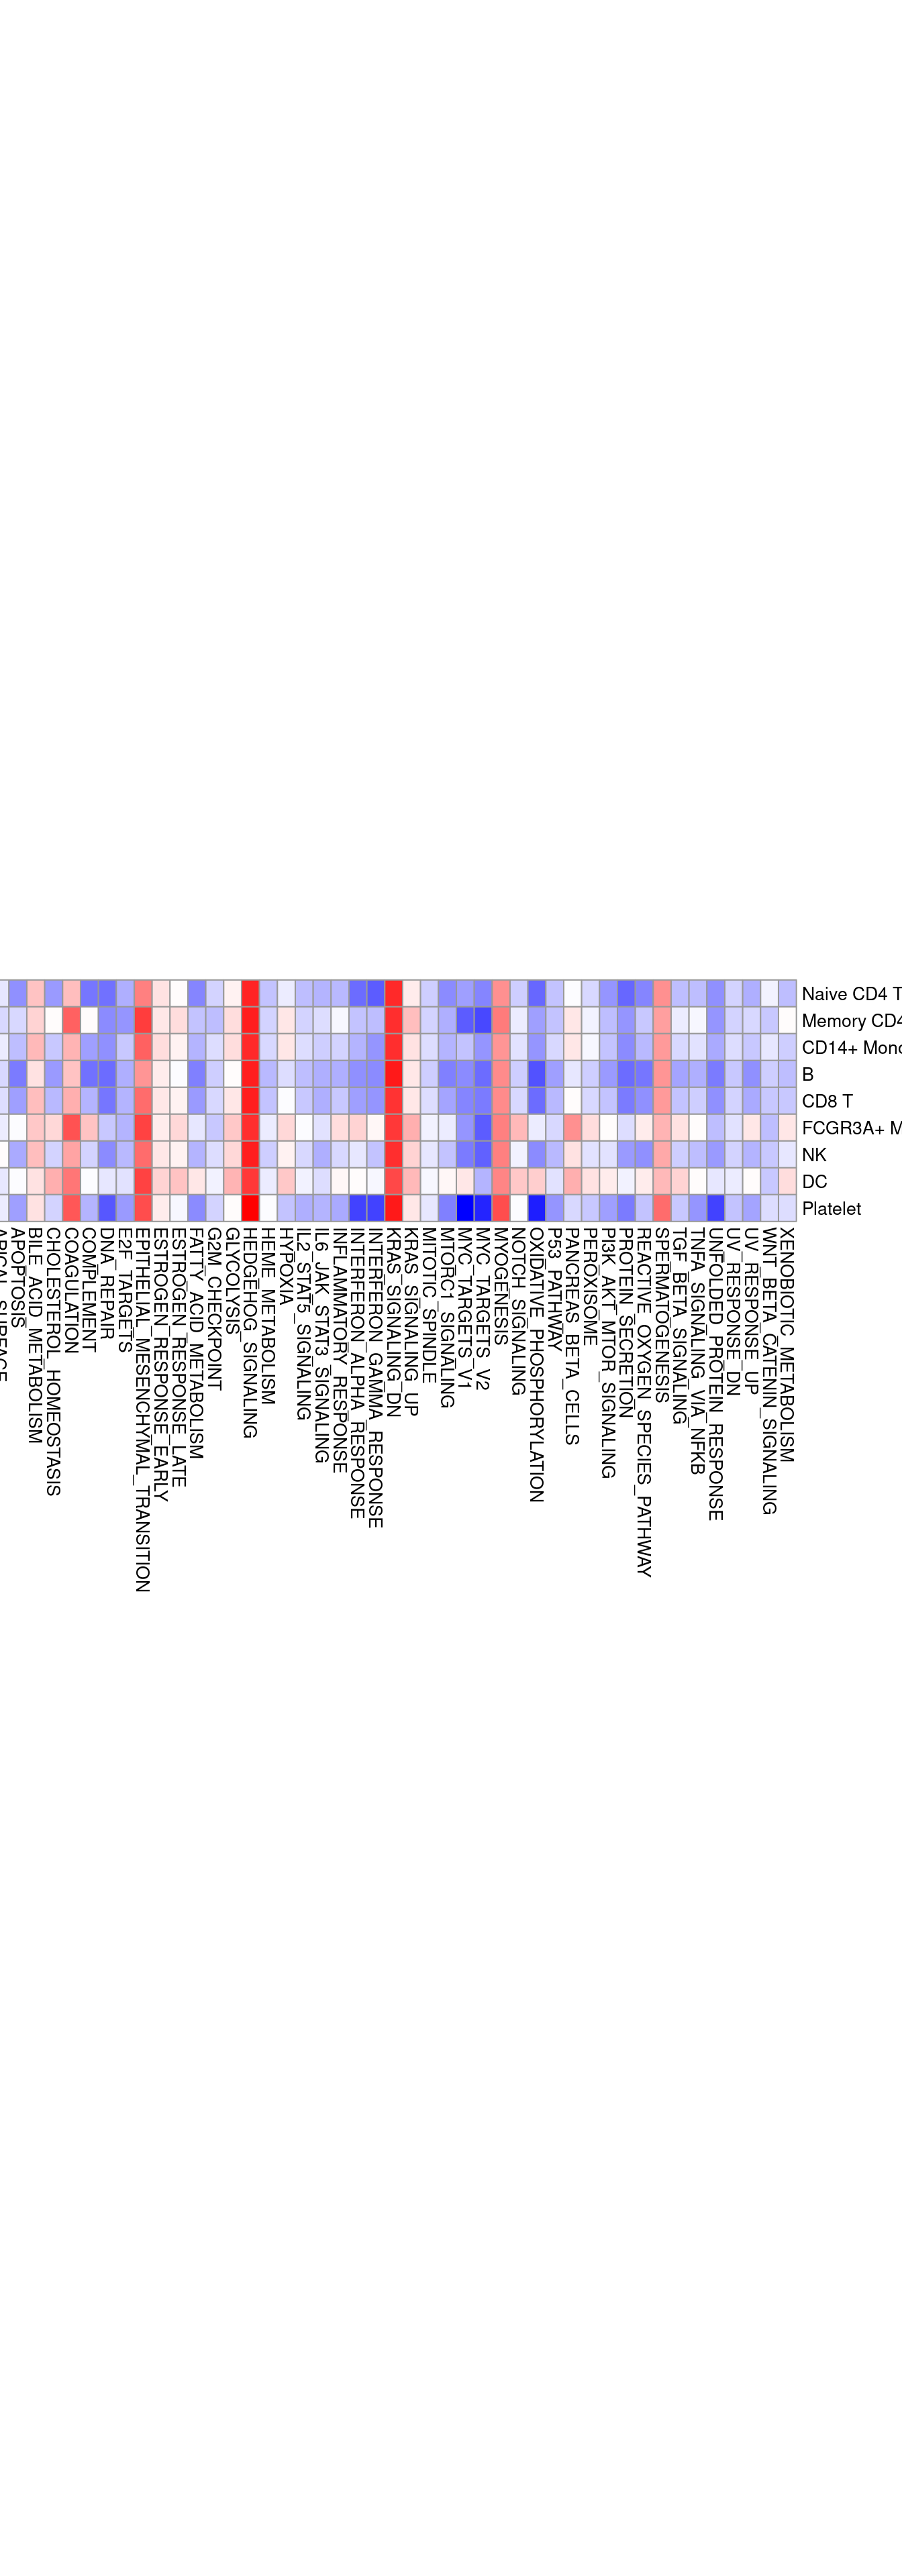 Naive CD4 T
Memory CD4
CD14+ Mono
B
CD8 T
FCGR3A+ M
NK
DC
Platelet
APICAL_SURFACE
APOPTOSIS
BILE_ACID_METABOLISM
CHOLESTEROL_HOMEOSTASIS
COAGULATION
COMPLEMENT
DNA_REPAIR
E2F_TARGETS
EPITHELIAL_MESENCHYMAL_TRANSITION
ESTROGEN_RESPONSE_EARLY
ESTROGEN_RESPONSE_LATE
FATTY_ACID_METABOLISM
G2M_CHECKPOINT
GLYCOLYSIS
HEDGEHOG_SIGNALING
HEME_METABOLISM
HYPOXIA
IL2_STAT5_SIGNALING
IL6_JAK_STAT3_SIGNALING
INFLAMMATORY_RESPONSE
INTERFERON_ALPHA_RESPONSE
INTERFERON_GAMMA_RESPONSE
KRAS_SIGNALING_DN
KRAS_SIGNALING_UP
MITOTIC_SPINDLE
MTORC1_SIGNALING
MYC_TARGETS_V1
MYC_TARGETS_V2
MYOGENESIS
NOTCH_SIGNALING
OXIDATIVE_PHOSPHORYLATION
P53_PATHWAY
PANCREAS_BETA_CELLS
PEROXISOME
PI3K_AKT_MTOR_SIGNALING
PROTEIN_SECRETION
REACTIVE_OXYGEN_SPECIES_PATHWAY
SPERMATOGENESIS
TGF_BETA_SIGNALING
TNFA_SIGNALING_VIA_NFKB
UNFOLDED_PROTEIN_RESPONSE
UV_RESPONSE_DN
UV_RESPONSE_UP
WNT_BETA_CATENIN_SIGNALING
XENOBIOTIC_METABOLISM